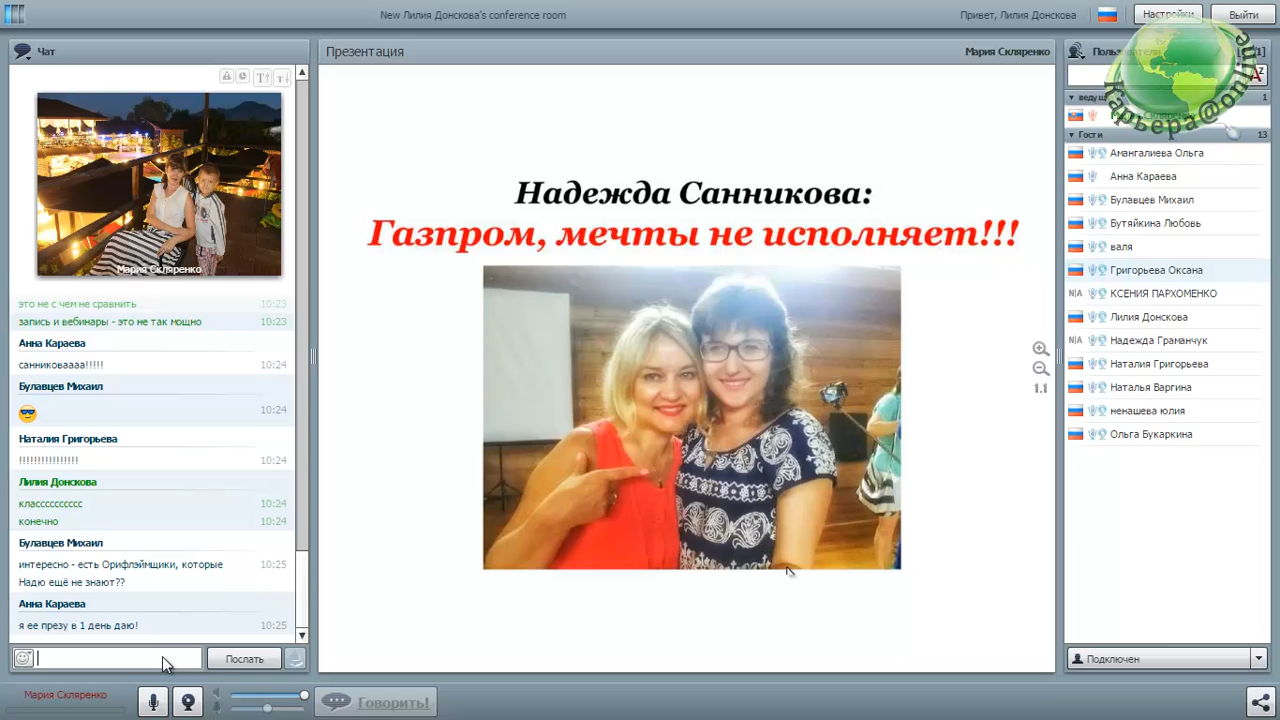 New Лилия Донскова's conference room
Привет, Лилия Донскова
Настройки
Выйти
Чат
Мария Скляренко
это не с чем не сравнить 10:23
запись и вебинары - это не так мощно 10:23
Анна Караева
санниковаааа!!!!! 10:24
Булавцев Михаил
10:24
Наталия Григорьева
!!!!!!!!!!!!!!!! 10:24
Лилия Донскова
класссссссссс 10:24
конечно 10:24
Булавцев Михаил
интересно - есть Орифлэймщики, которые 10:25
Надю ещё не знают??
Анна Караева
я ее презу в 1 день даю! 10:25
Послать
Мария Скляренко
Говорить!
Презентация
Мария Скляренко
Надежда Санникова:
Газпром, мечты не исполняет!!!
1:1
Карьера@online
ведущ 1
Гости 13
Амангалиева Ольга
Анна Караева
Булавцев Михаил
Бутяйкина Любовь
валя
Григорьева Оксана
N|A КСЕНИЯ ПАРХОМЕНКО
Лилия Донскова
N|A Надежда Граманчук
Наталия Григорьева
Наталья Варгина
ненашева юлия
Ольга Букаркина
Подключен